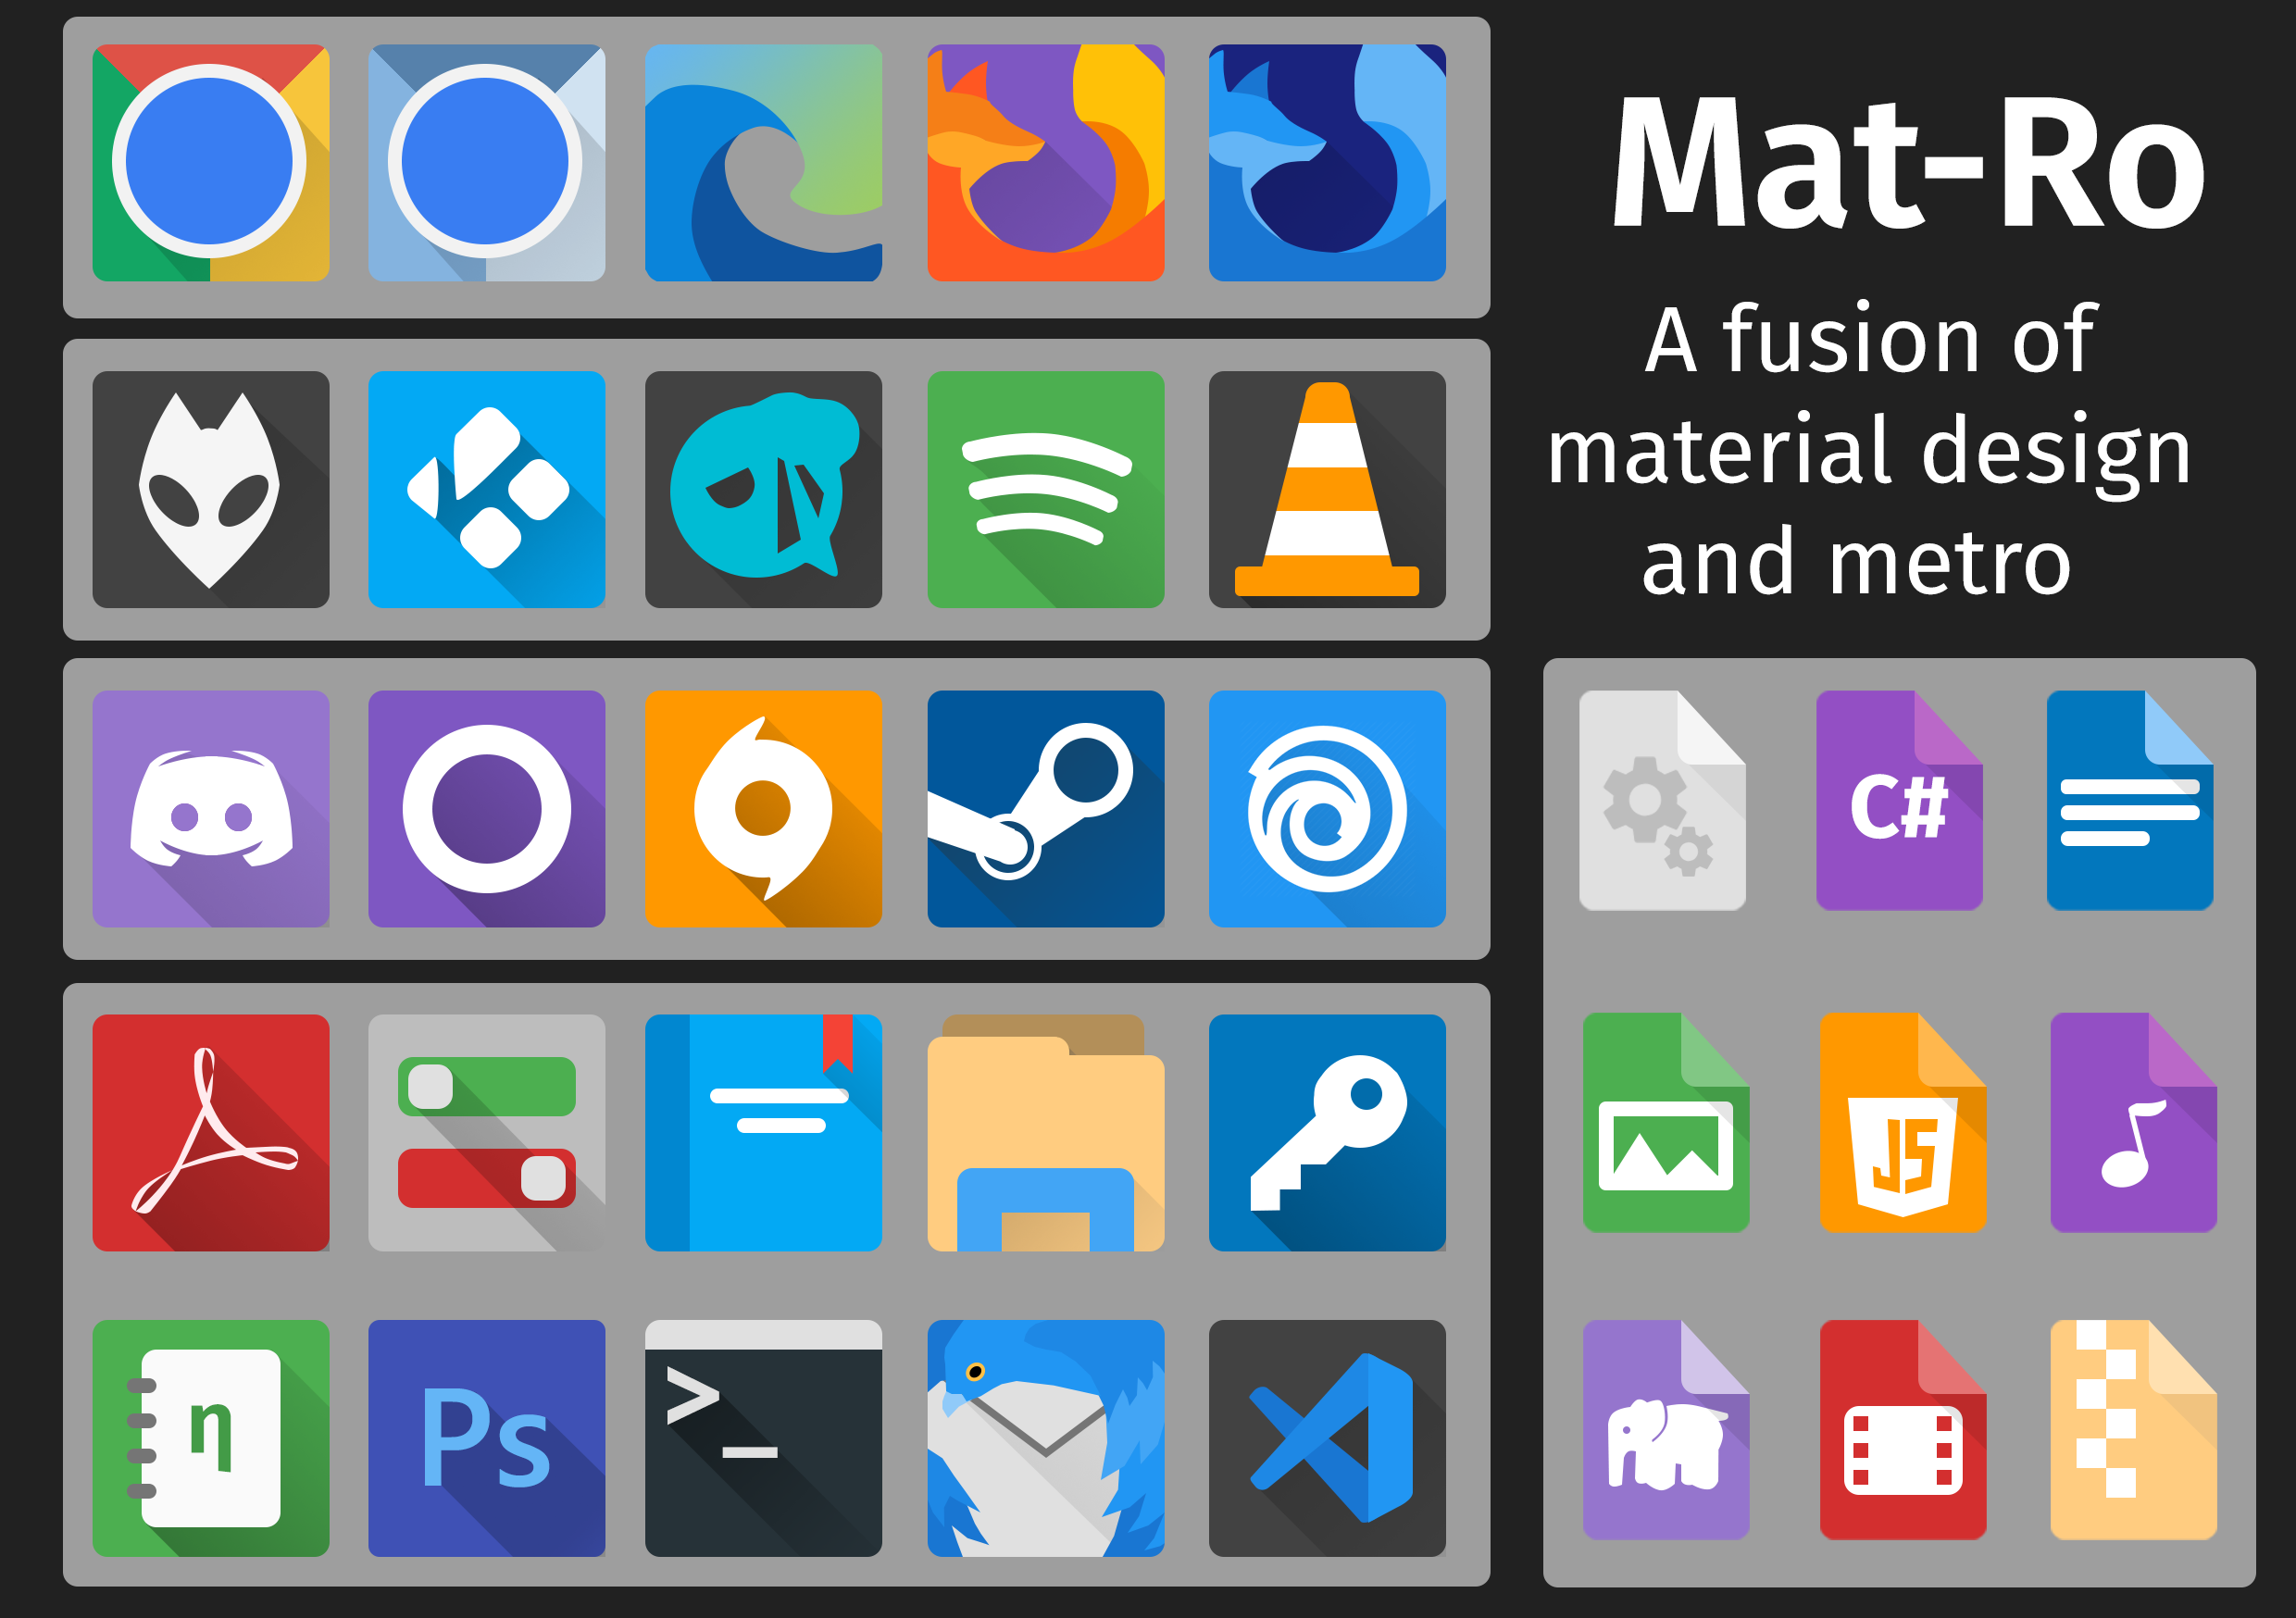 Mat-Ro
A fusion of
material design
and metro
C#
JS
η
Ps
>_